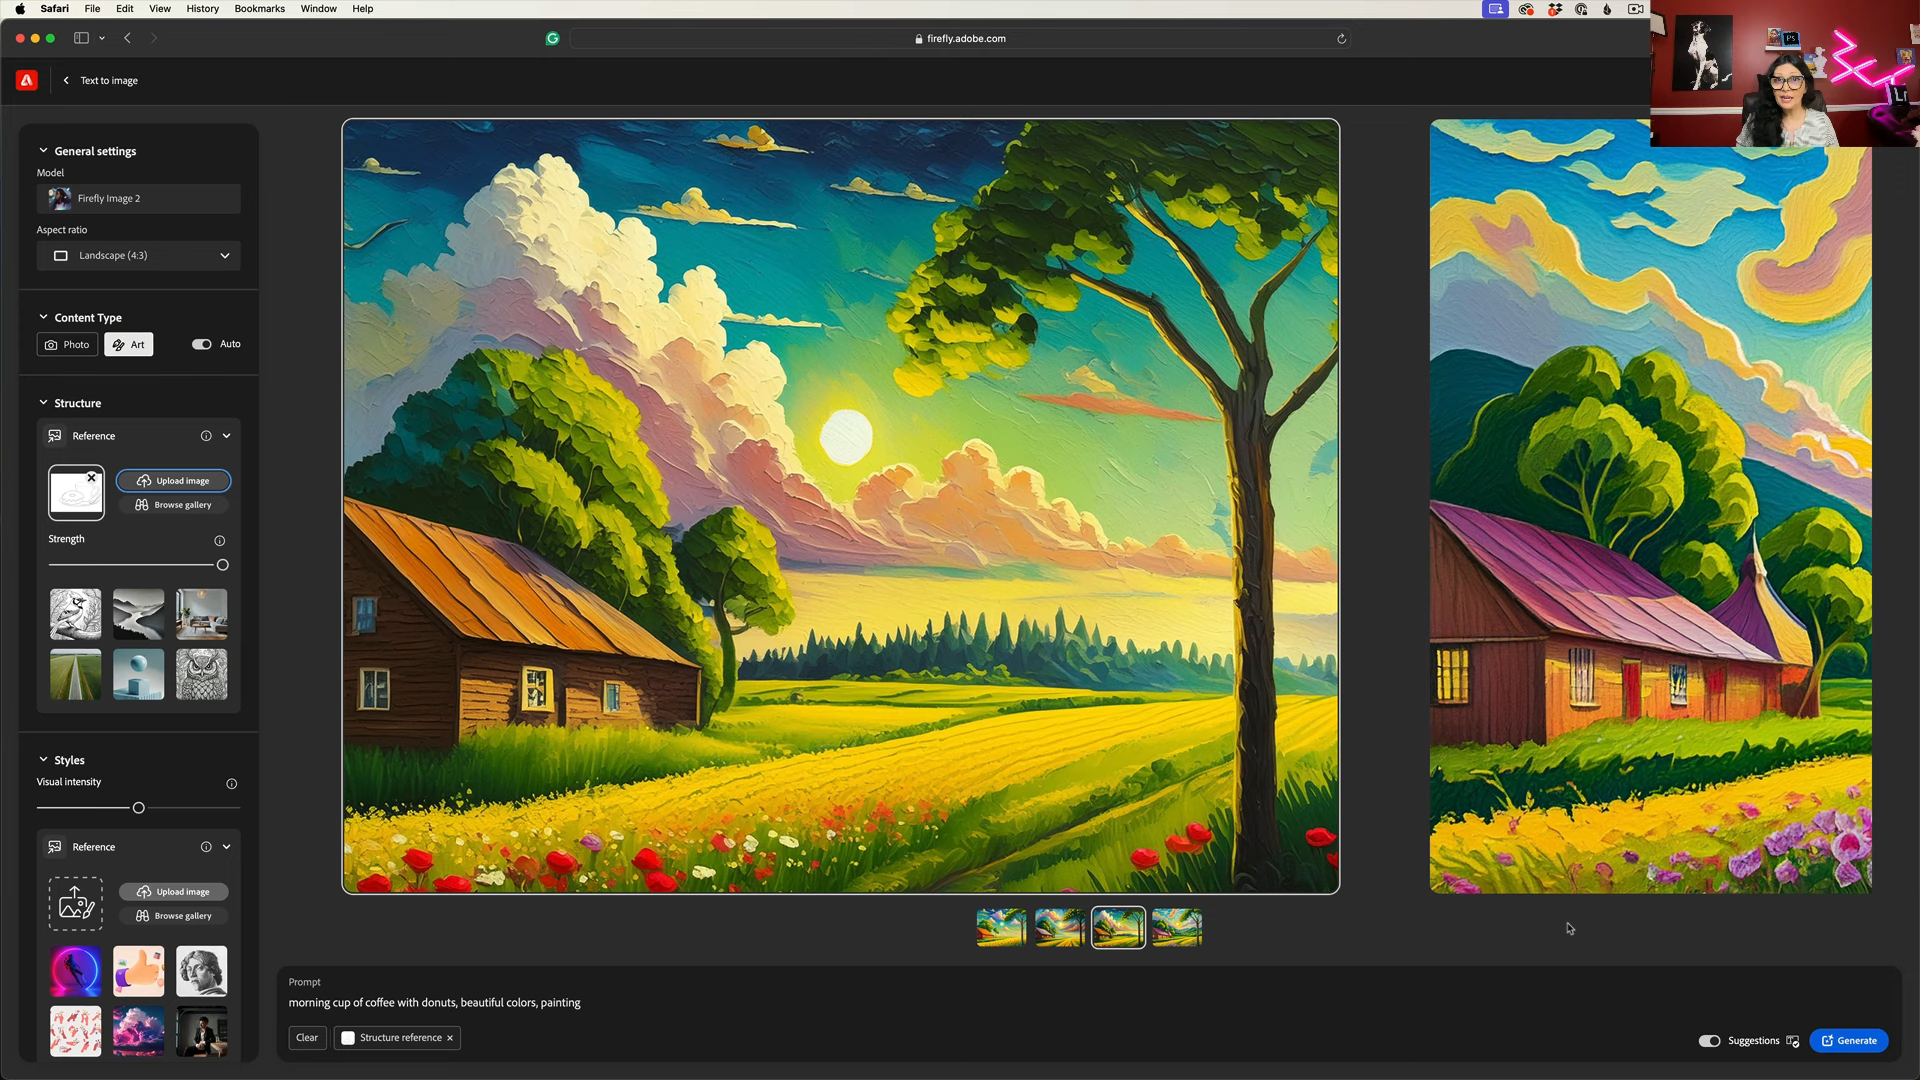 Safari File Edit View History Bookmarks Window Help
firefly.adobe.com
Text to image
General settings
Model
Firefly Image 2
Aspect ratio
Landscape (4:3)
Content Type
Photo Art Auto
Structure
Reference
Upload image
Browse gallery
Strength
Styles
Visual intensity
Reference
Upload image
Browse gallery
Prompt
morning cup of coffee with donuts, beautiful colors, painting
Clear Structure reference
Suggestions Generate
Ps
Lr